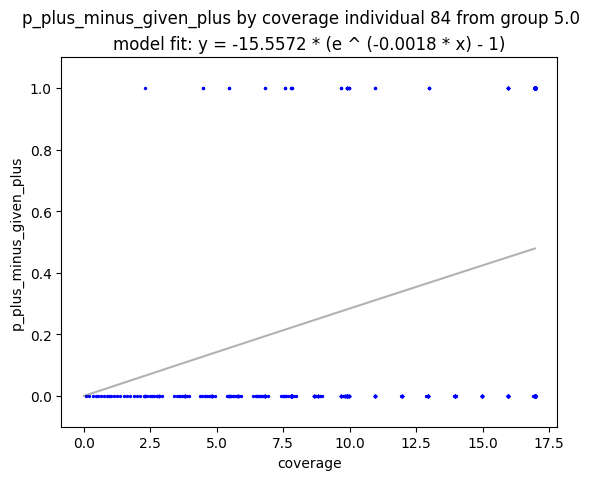 p_plus_minus_given_plus by coverage individual 84 from group 5.0
model fit: y = -15.5572 * (e ^ (-0.0018 * x) - 1)
p_plus_minus_given_plus
1.0
0.8
0.6
0.4
0.2
0.0
0.0 2.5 5.0 7.5 10.0 12.5 15.0 17.5
coverage